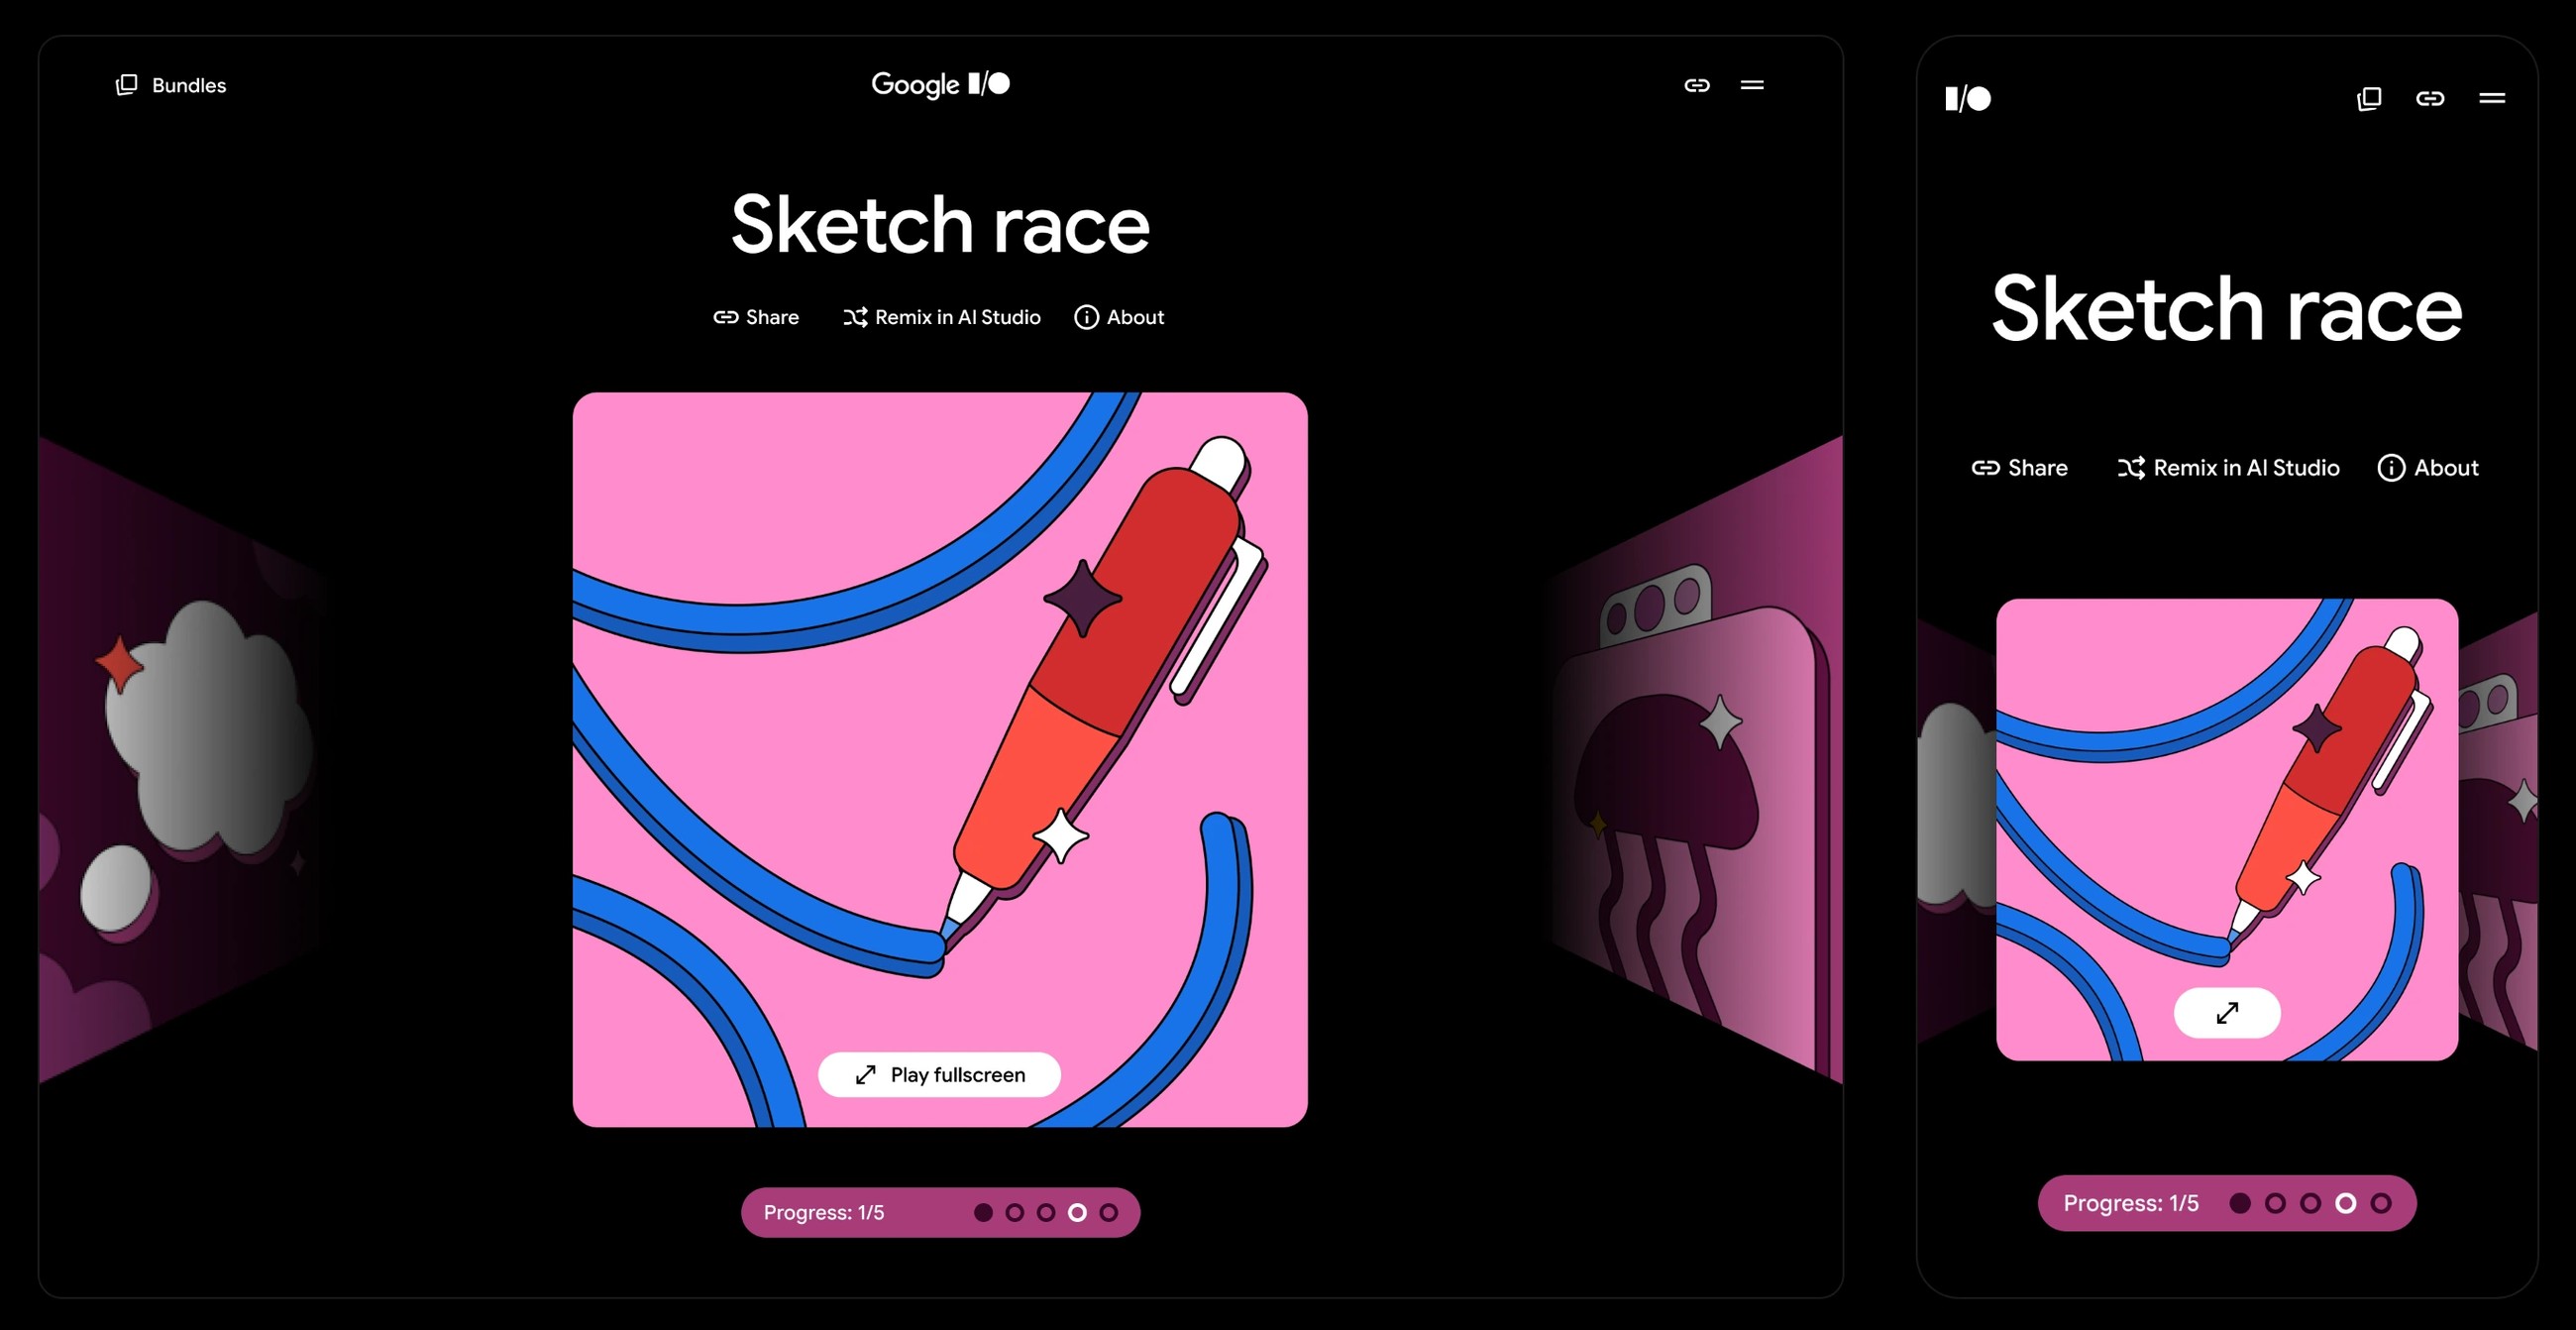 Bundles
Google I/O
Sketch race
Share
Remix in AI Studio
About
Play fullscreen
Progress: 1/5
I/O
Sketch race
Share
Remix in AI Studio
About
Progress: 1/5